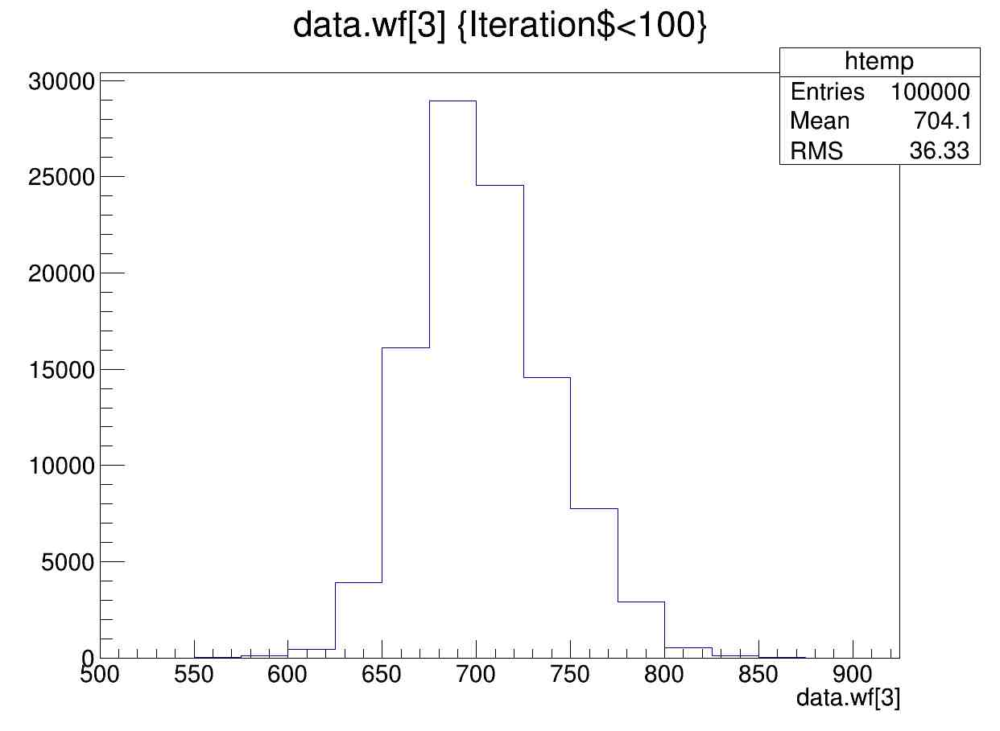 data.wf[3] {Iteration$<100}
htemp
Entries 100000
Mean 704.1
RMS 36.33
30000
25000
20000
15000
10000
5000
0
500 550 600 650 700 750 800 850 900
data.wf[3]